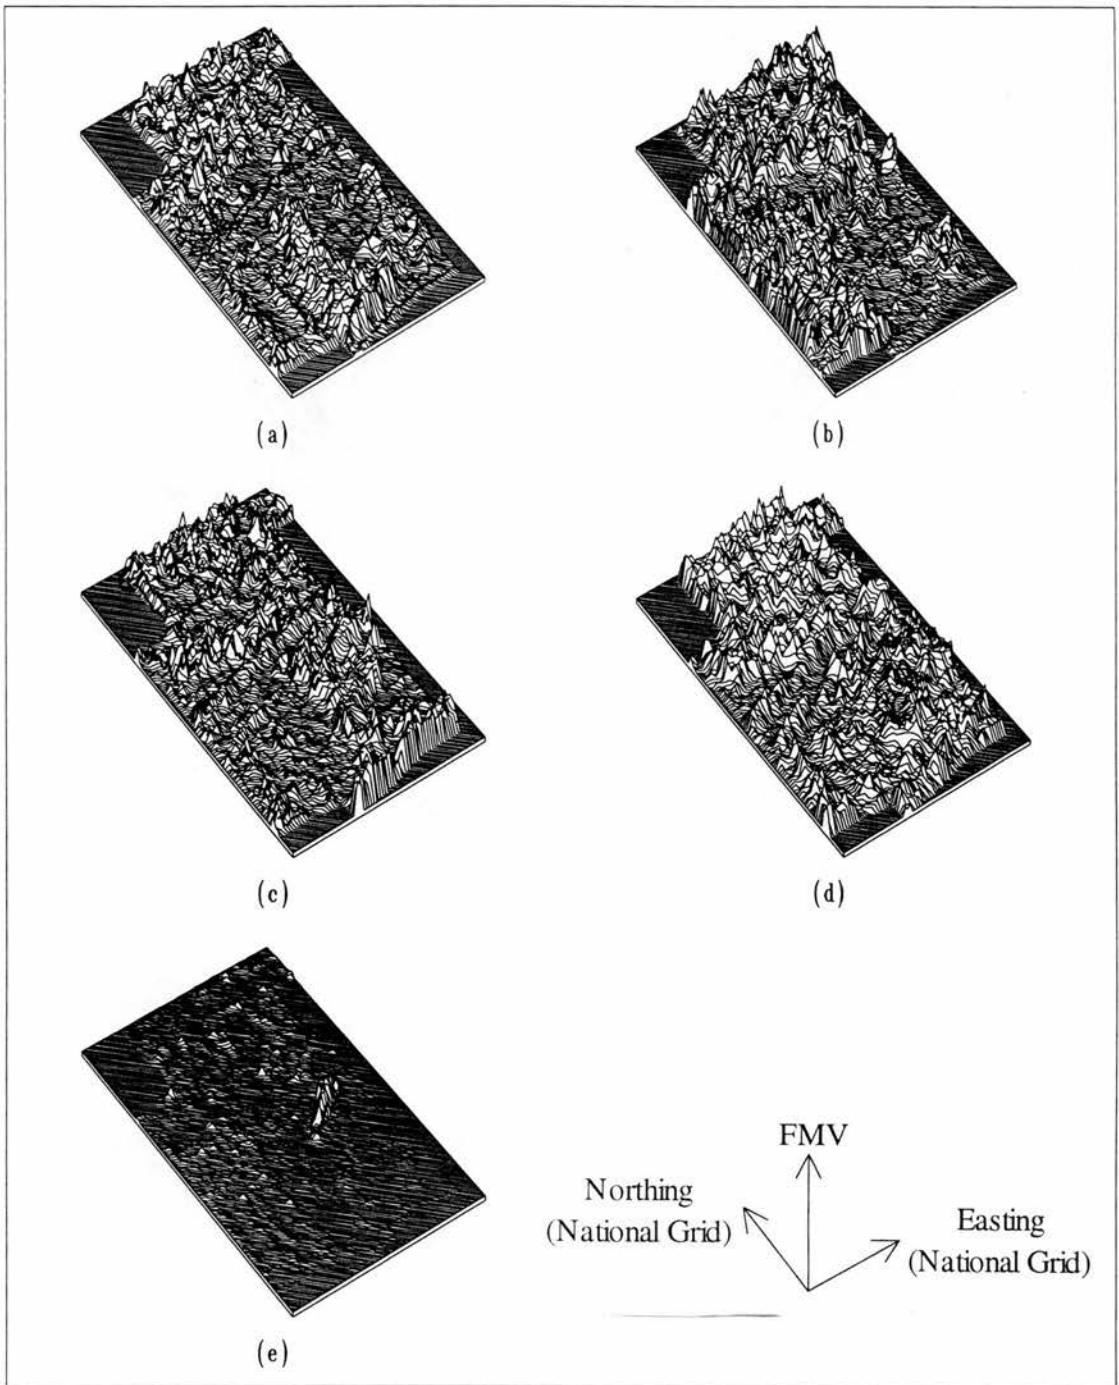 (a)
(b)
(c)
(d)
(e)
FMV
Northing
(National Grid)
Easting
(National Grid)